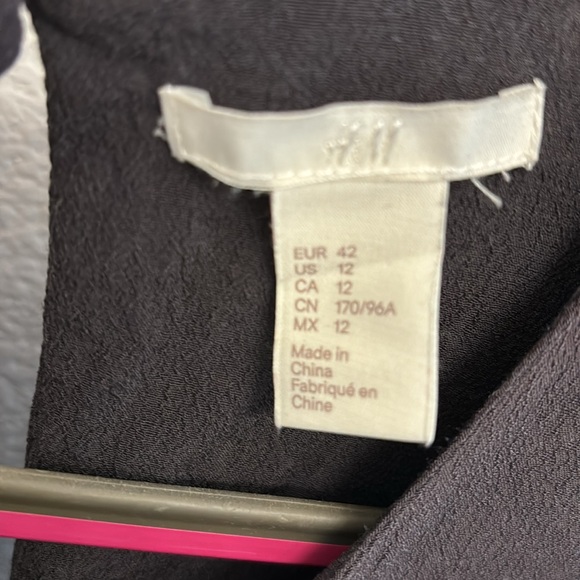 H&M
EUR 42
US 12
CA 12
CN 170/96A
MX 12
Made in
China
Fabriqué en
Chine